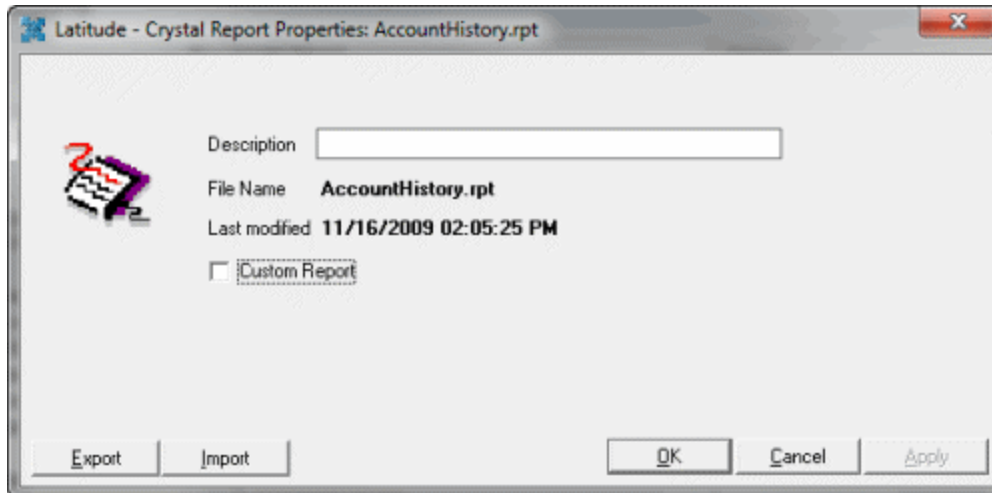 Latitude - Crystal Report Properties: AccountHistory.rpt
Description
File Name AccountHistory.rpt
Last modified 11/16/2009 02:05:25 PM
Custom Report
Export Import OK Cancel Apply